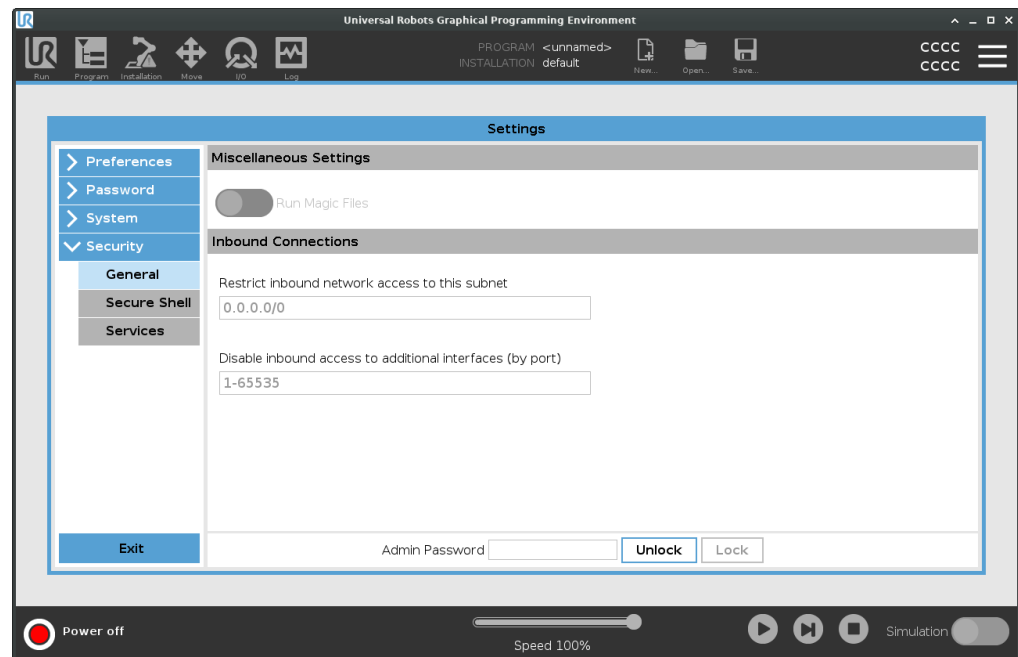 UR
Universal Robots Graphical Programming Environment
UR
PROGRAM <unnamed>
INSTALLATION default
CCCC
CCCC
Run Program Installation Move I/O Log New... Open... Save...
Settings
Preferences
Password
System
Security
General
Secure Shell
Services
Exit
Miscellaneous Settings
Run Magic Files
Inbound Connections
Restrict inbound network access to this subnet
0.0.0.0/0
Disable inbound access to additional interfaces (by port)
1-65535
Admin Password Unlock Lock
Power off
Speed 100%
Simulation